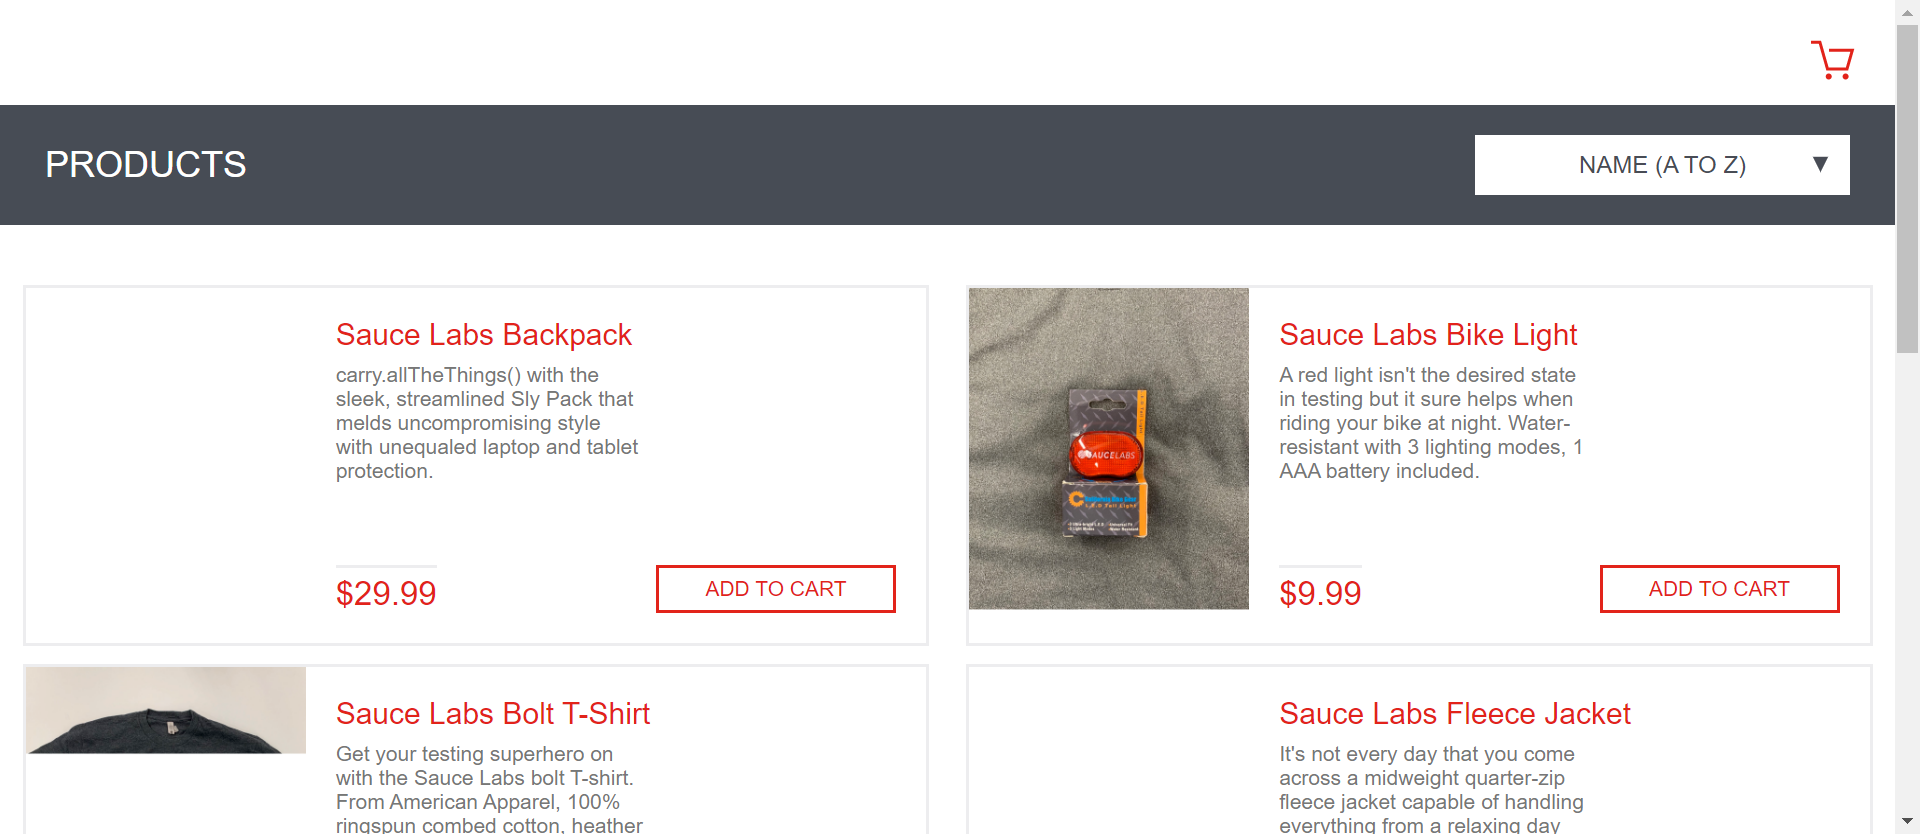 PRODUCTS
NAME (A TO Z)
Sauce Labs Backpack
carry.allTheThings() with the
sleek, streamlined Sly Pack that
melds uncompromising style
with unequaled laptop and tablet
protection.
$29.99
ADD TO CART
SAUCELABS
L.E.D Tail Light
Sauce Labs Bike Light
A red light isn't the desired state
in testing but it sure helps when
riding your bike at night. Water-
resistant with 3 lighting modes, 1
AAA battery included.
$9.99
ADD TO CART
Sauce Labs Bolt T-Shirt
Get your testing superhero on
with the Sauce Labs bolt T-shirt.
From American Apparel, 100%
ringspun combed cotton, heather
Sauce Labs Fleece Jacket
It's not every day that you come
across a midweight quarter-zip
fleece jacket capable of handling
everything from a relaxing day